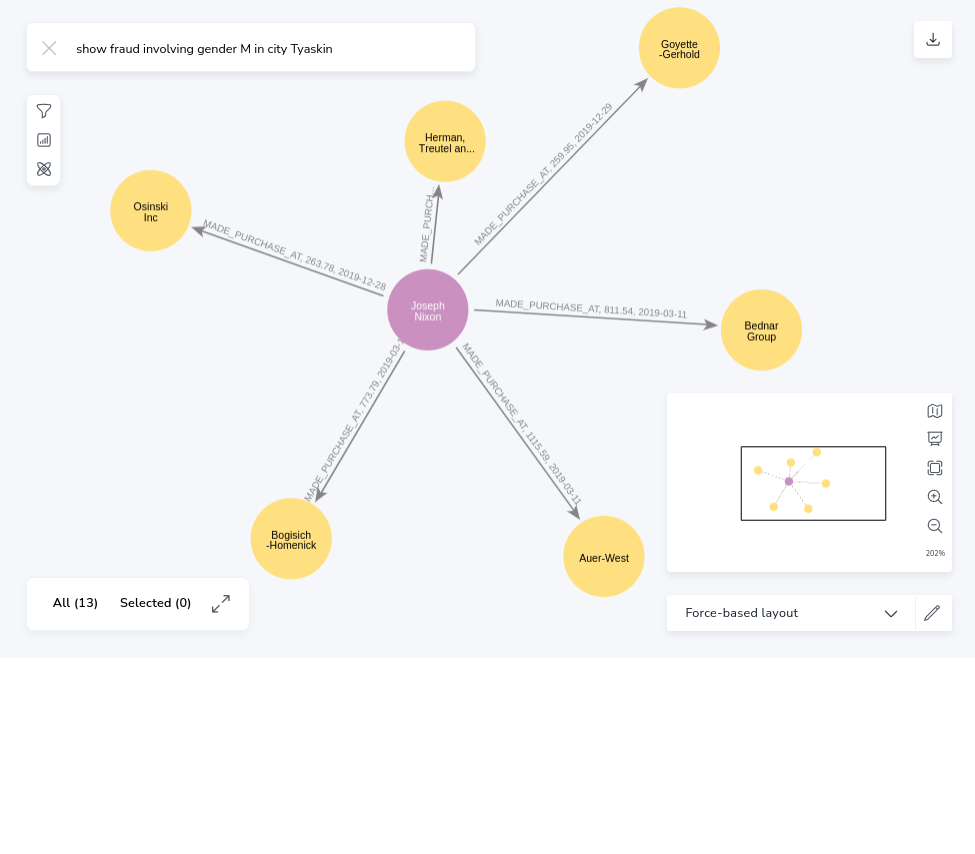 show fraud involving gender M in city Tyaskin
Goyette
-Gerhold
MADE_PURCHASE_AT, 259.95, 2019-12-29
Herman,
Treutel an...
MADE_PURCH...
Osinski
Inc
MADE_PURCHASE_AT, 263.78, 2019-12-28
Joseph
Nixon
MADE_PURCHASE_AT, 811.54, 2019-03-11
Bednar
Group
MADE_PURCHASE_AT, 773.79, 2019-03-
MADE_PURCHASE_AT, 1115.59, 2019-03-11
Bogisich
-Homenick
Auer-West
202%
All (13)
Selected (0)
Force-based layout